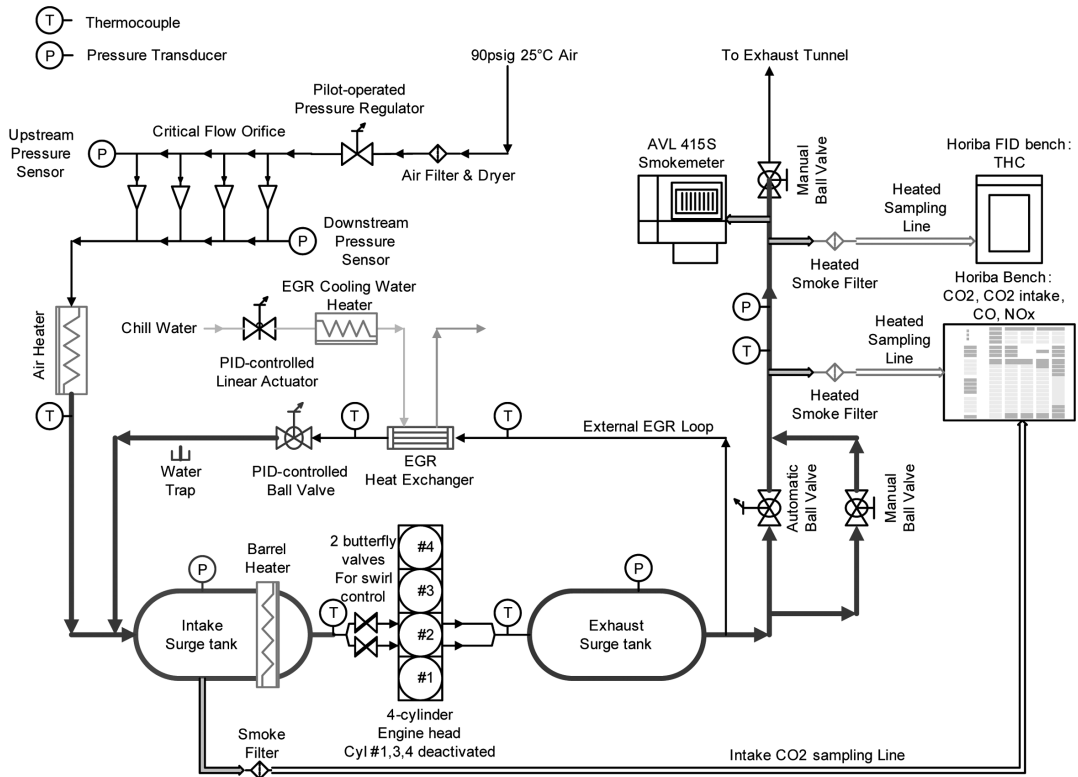 T
Thermocouple
P
Pressure Transducer
90psig 25°C Air
To Exhaust Tunnel
Pilot-operated
Pressure Regulator
Critical Flow Orifice
Upstream
Pressure
Sensor
P
Air Filter & Dryer
AVL 415S
Smokemeter
Manual
Ball Valve
Horiba FID bench:
THC
Heated
Sampling
Line
P
Downstream
Pressure
Sensor
Heated
Smoke Filter
Horiba Bench:
CO2, CO2 intake,
CO, NOx
EGR Cooling Water
Heater
Chill Water
P
Heated
Sampling
Line
Air Heater
PID-controlled
Linear Actuator
T
T
T
T
Heated
Smoke Filter
External EGR Loop
Water
Trap
PID-controlled
Ball Valve
EGR
Heat Exchanger
Automatic
Ball Valve
Manual
Ball Valve
Barrel
Heater
2 butterfly
valves
For swirl
control
#4
#3
#2
#1
P
P
T
T
Intake
Surge tank
Exhaust
Surge tank
4-cylinder
Engine head
Cyl #1,3,4 deactivated
Smoke
Filter
Intake CO2 sampling Line